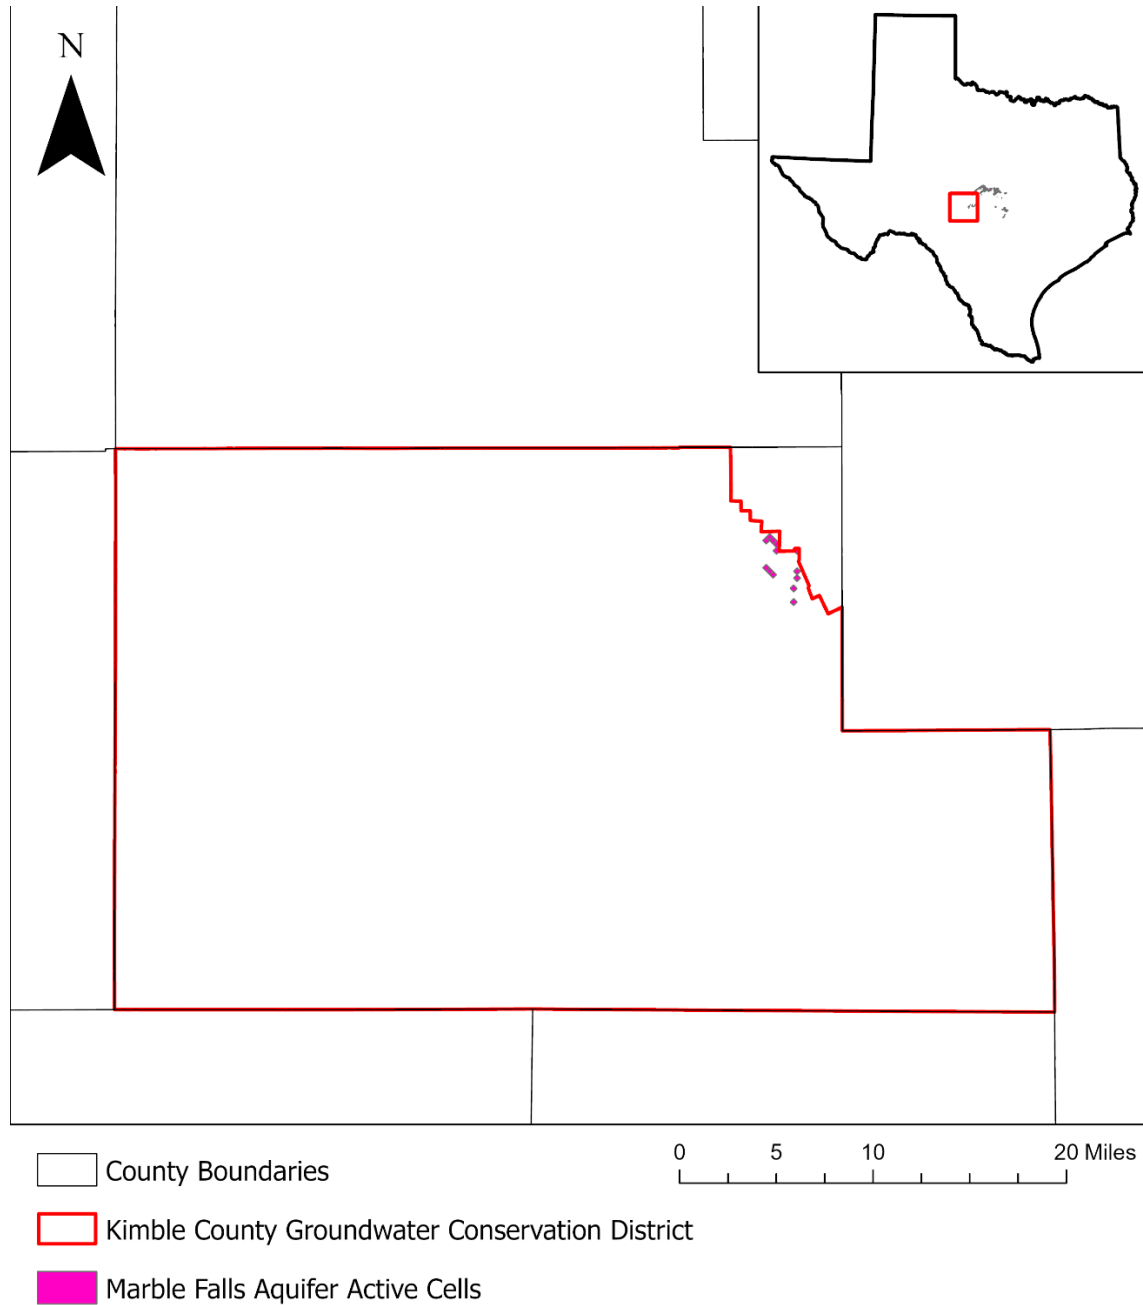 N
0 5 10 20 Miles
County Boundaries
Kimble County Groundwater Conservation District
Marble Falls Aquifer Active Cells